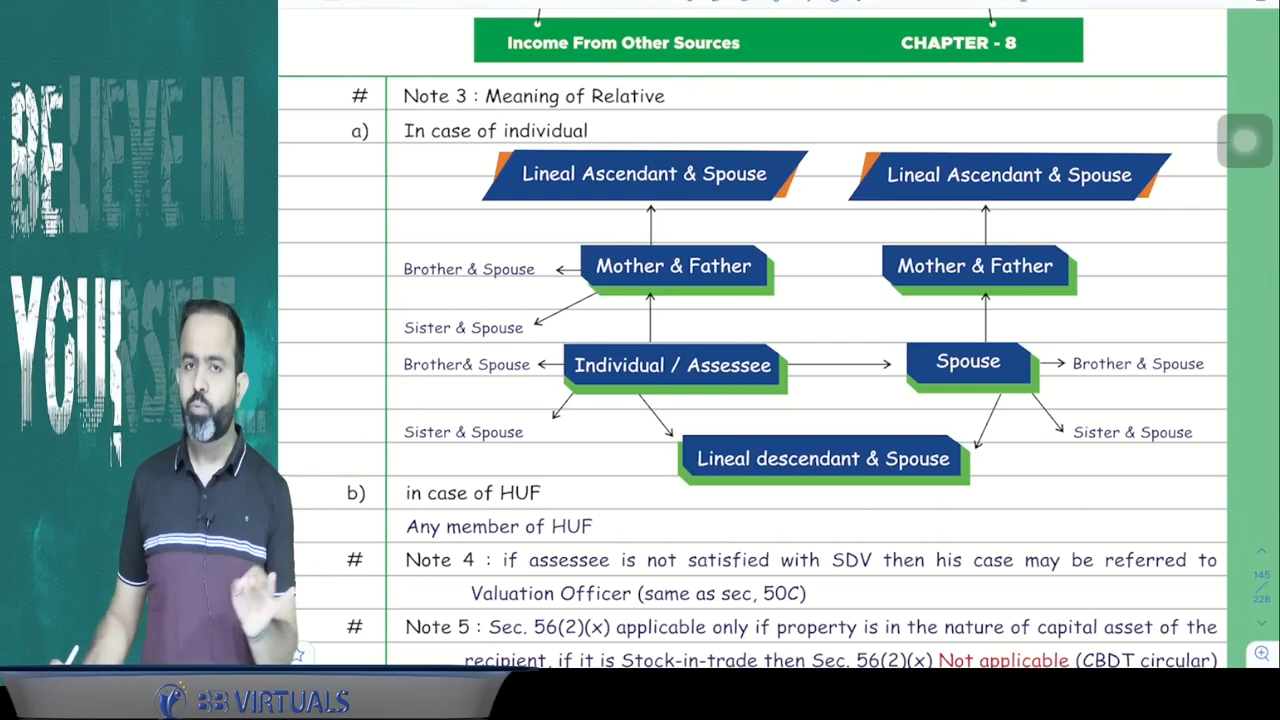 BELIEVE IN
YOURSELF...
Income From Other Sources CHAPTER - 8
# Note 3 : Meaning of Relative
a) In case of individual
Lineal Ascendant & Spouse Lineal Ascendant & Spouse
Brother & Spouse Mother & Father Mother & Father
Sister & Spouse
Brother& Spouse Individual / Assessee Spouse Brother & Spouse
Sister & Spouse Sister & Spouse
Lineal descendant & Spouse
b) in case of HUF
Any member of HUF
# Note 4 : if assessee is not satisfied with SDV then his case may be referred to
Valuation Officer (same as sec, 50C)
# Note 5 : Sec. 56(2)(x) applicable only if property is in the nature of capital asset of the
recipient, if it is Stock-in-trade then Sec. 56(2)(x) Not applicable (CBDT circular)
145
228
BB VIRTUALS